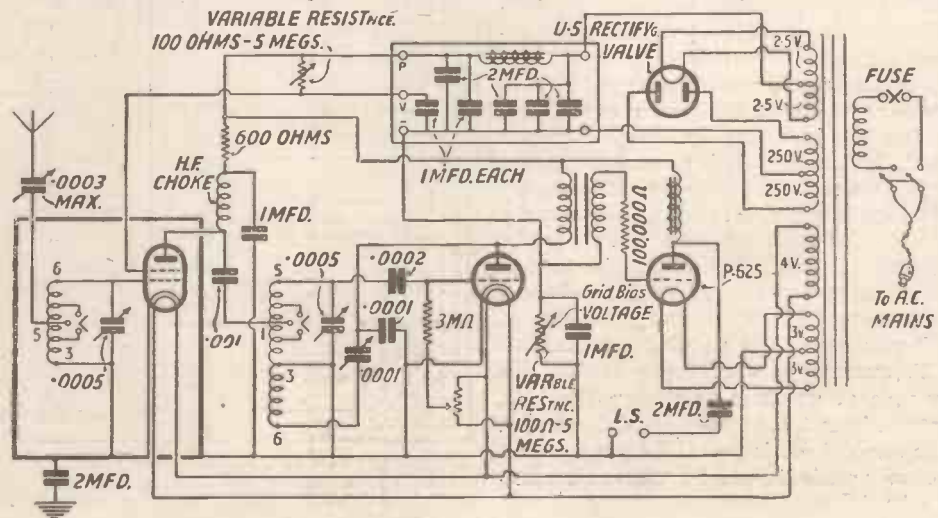 VARIABLE RESISTNCE.
100 OHMS-5 MEGS.
U-5 RECTIFYG
VALVE
FUSE
P
V
-
2MFD.
2·5V.
2·5V.
250V.
250V.
600 OHMS
H.F.
CHOKE
1MFD.
1 MFD. EACH
.0003
MAX.
.0005
.0002
.0001
.0001
100,000Ω
P.625
4V.
To A.C.
MAINS
6
5
3
.0005
.001
5
1
3
6
3MΩ
Grid Bias
VOLTAGE
1MFD.
VARBLE
RESTNC.
100Ω-5
MEGS.
L.S.
2MFD.
3V.
3V.
2MFD.